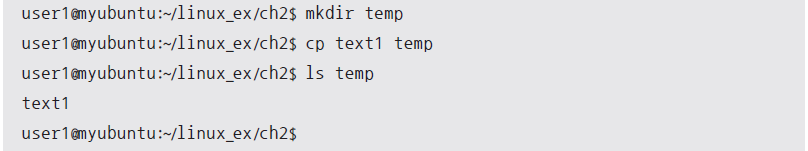 user1@myubuntu:~/linux_ex/ch2$ mkdir temp
user1@myubuntu:~/linux_ex/ch2$ cp text1 temp
user1@myubuntu:~/linux_ex/ch2$ ls temp
text1
user1@myubuntu:~/linux_ex/ch2$